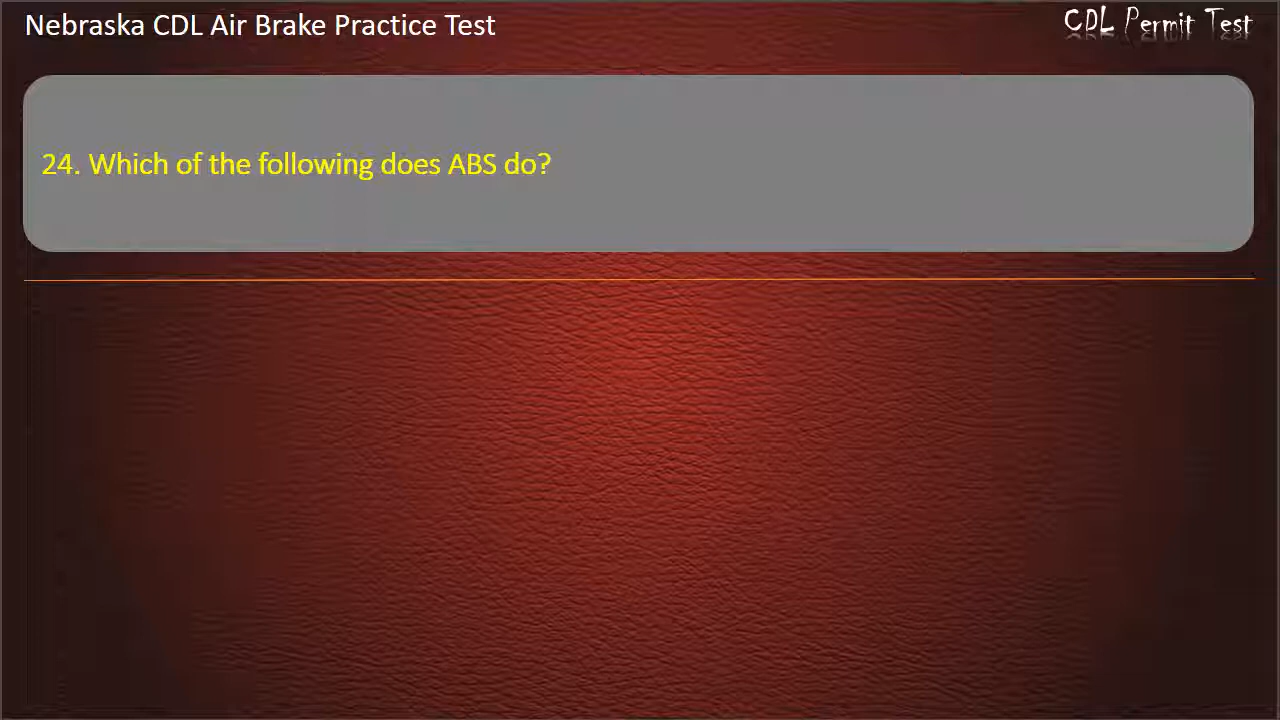 Nebraska CDL Air Brake Practice Test
CDL Permit Test
24. Which of the following does ABS do?